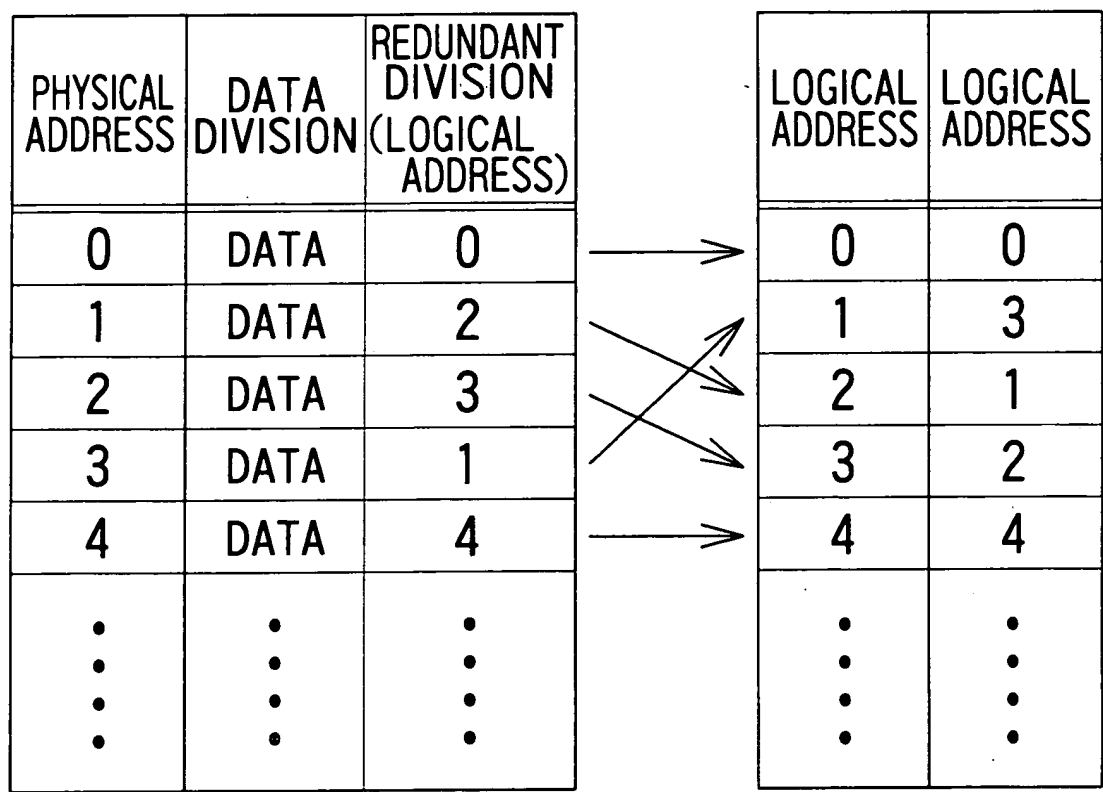 PHYSICAL ADDRESS DATA DIVISION REDUNDANT DIVISION (LOGICAL ADDRESS)
0 DATA 0
1 DATA 2
2 DATA 3
3 DATA 1
4 DATA 4
LOGICAL ADDRESS LOGICAL ADDRESS
0 0
1 3
2 1
3 2
4 4